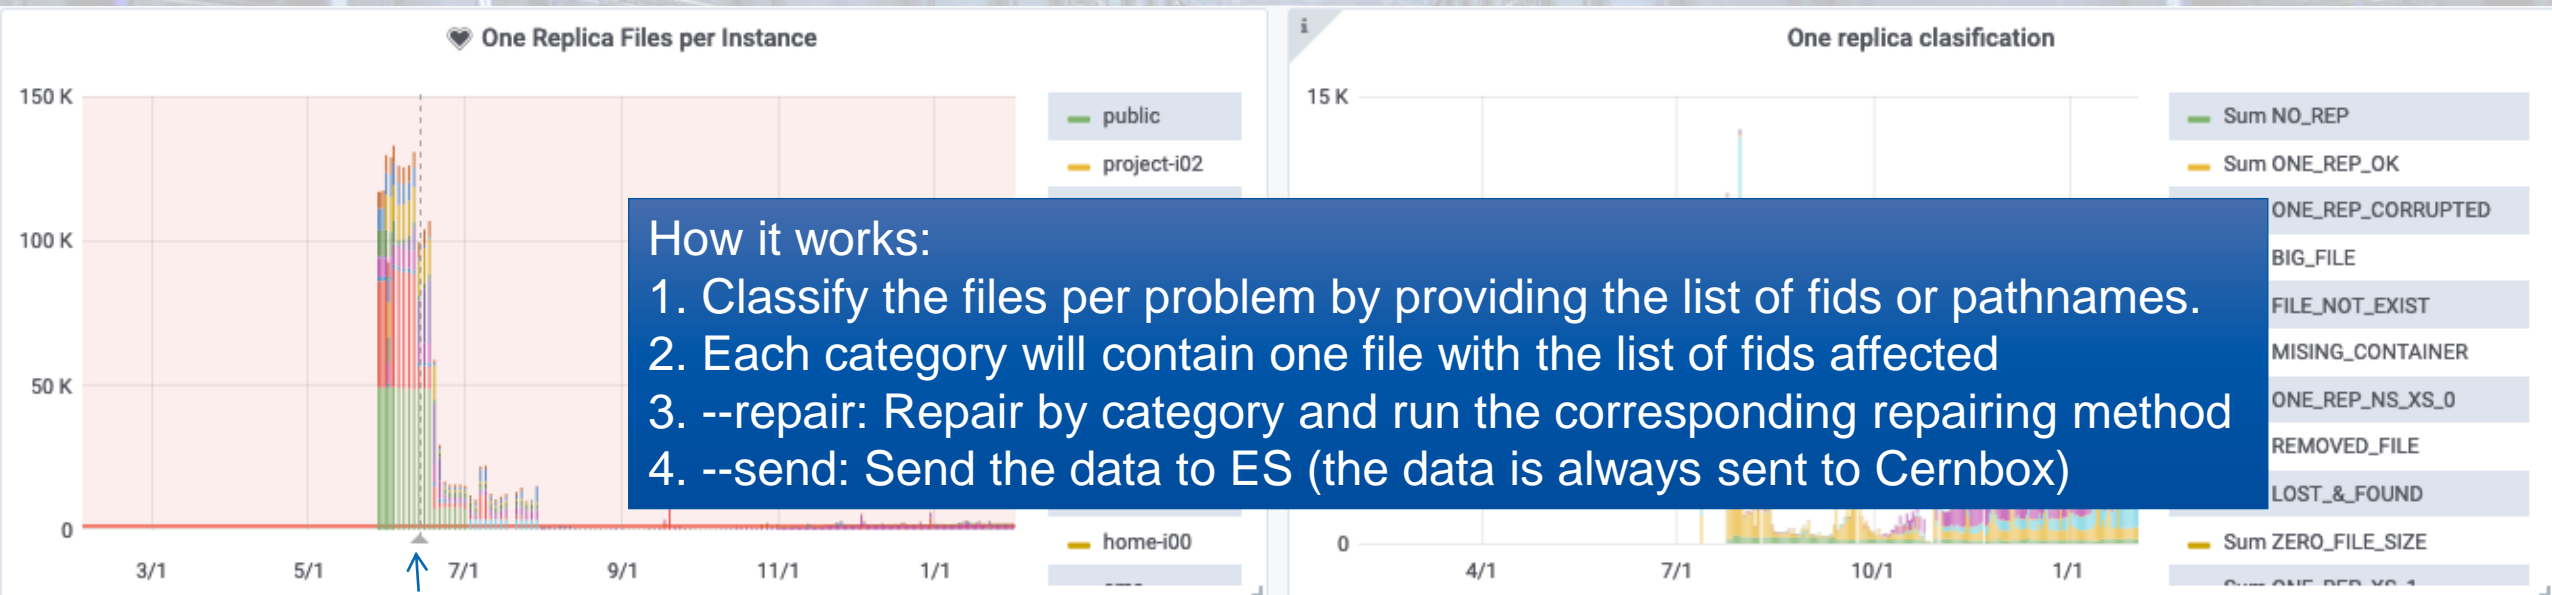 One Replica Files per Instance
150 K
100 K
50 K
0
3/1
5/1
7/1
9/1
11/1
1/1
public
project-i02
home-i00
i
One replica clasification
15 K
0
4/1
7/1
10/1
1/1
Sum NO_REP
Sum ONE_REP_OK
ONE_REP_CORRUPTED
BIG_FILE
FILE_NOT_EXIST
MISING_CONTAINER
ONE_REP_NS_XS_0
REMOVED_FILE
LOST_&_FOUND
Sum ZERO_FILE_SIZE
How it works:
1. Classify the files per problem by providing the list of fids or pathnames.
2. Each category will contain one file with the list of fids affected
3. --repair: Repair by category and run the corresponding repairing method
4. --send: Send the data to ES (the data is always sent to Cernbox)